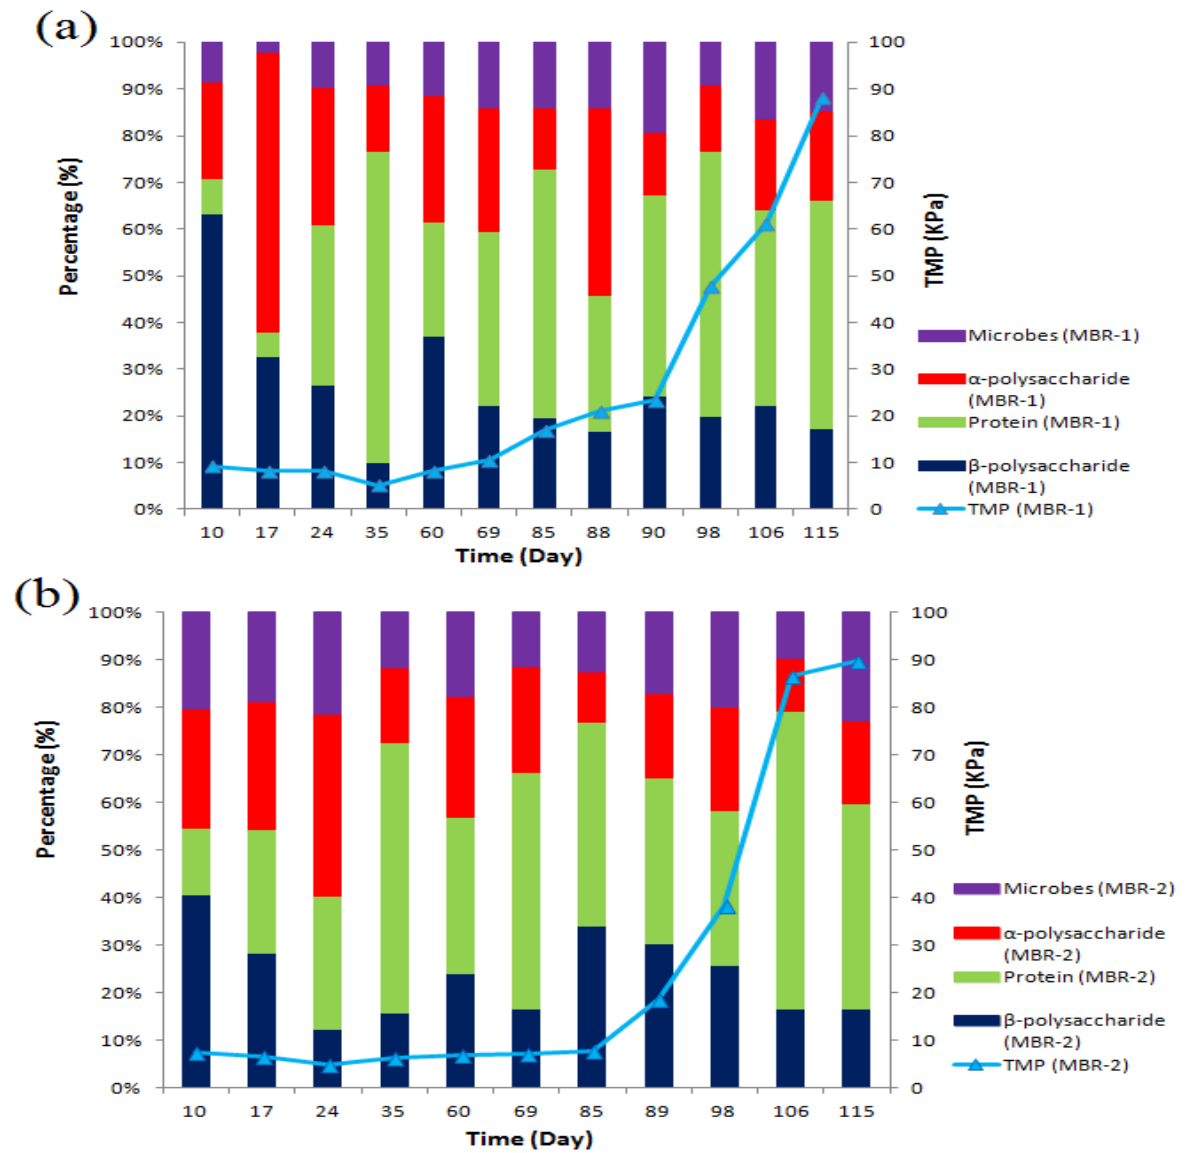 (a)
100%
90%
80%
70%
60%
50%
40%
30%
20%
10%
0%
Percentage (%)
10 17 24 35 60 69 85 88 90 98 106 115
Time (Day)
100
90
80
70
60
50
40
30
20
10
0
TMP (KPa)
Microbes (MBR-1)
α-polysaccharide
(MBR-1)
Protein (MBR-1)
β-polysaccharide
(MBR-1)
TMP (MBR-1)
(b)
100%
90%
80%
70%
60%
50%
40%
30%
20%
10%
0%
Percentage (%)
10 17 24 35 60 69 85 89 98 106 115
Time (Day)
100
90
80
70
60
50
40
30
20
10
0
TMP (KPa)
Microbes (MBR-2)
α-polysaccharide
(MBR-2)
Protein (MBR-2)
β-polysaccharide
(MBR-2)
TMP (MBR-2)